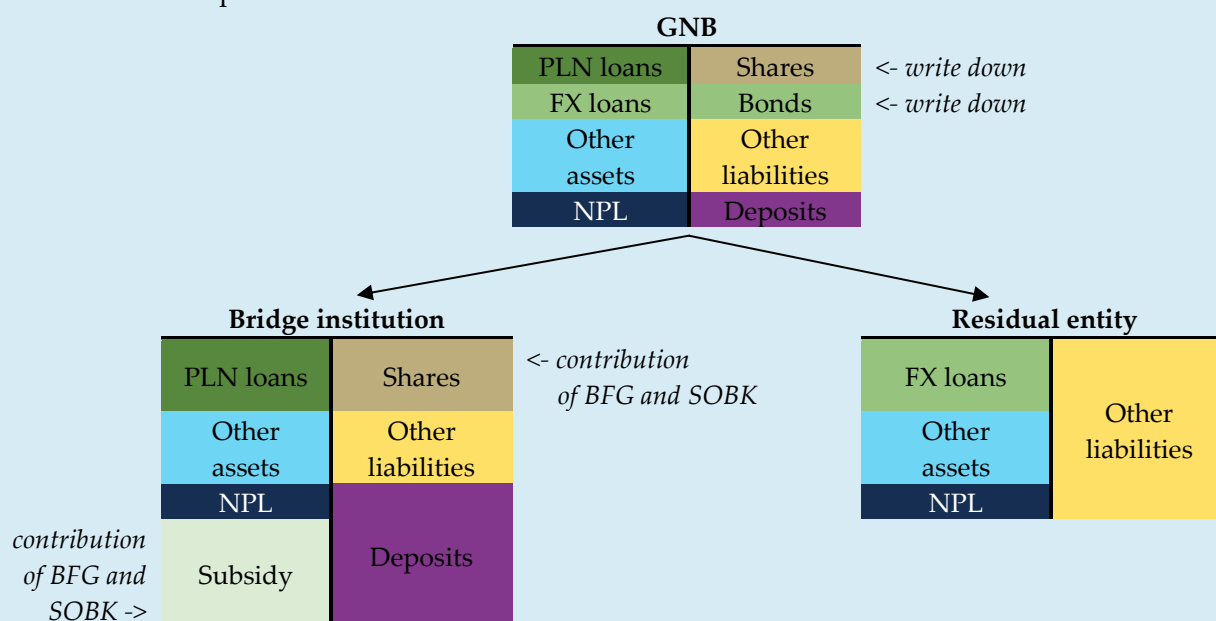 GNB
PLN loans Shares <- write down
FX loans Bonds <- write down
Other Other
assets liabilities
NPL Deposits
Bridge institution Residual entity
PLN loans Shares <- contribution
of BFG and SOBK
FX loans
Other Other Other
assets liabilities assets
Other
liabilities
NPL NPL
contribution
of BFG and
SOBK ->
Subsidy Deposits